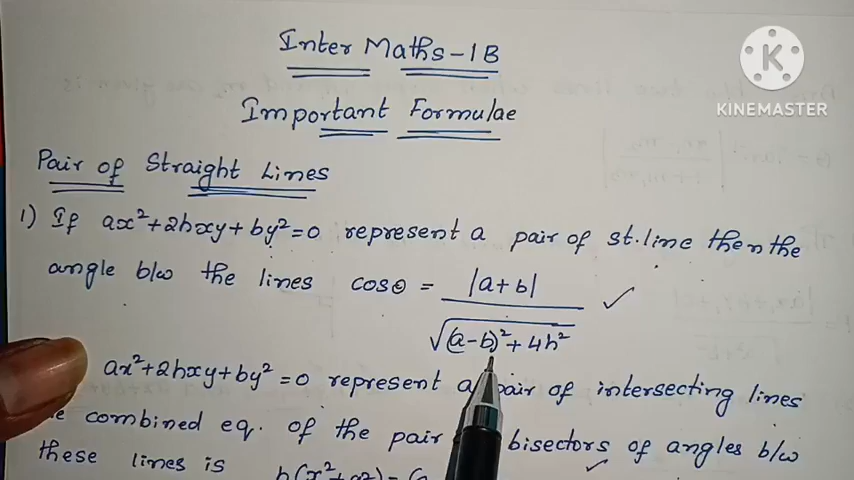 Inter Maths-1B
K
KINEMASTER
Important Formulae
Pair of Straight Lines
1) If ax²+2hxy+by²=0 represent a pair of st.line then the
angle b/w the lines cosθ = |a+b| / √(a-b)²+4h²
ax²+2hxy+by²=0 represent a pair of intersecting lines
combined eq. of the pair bisectors of angles b/w
these lines is